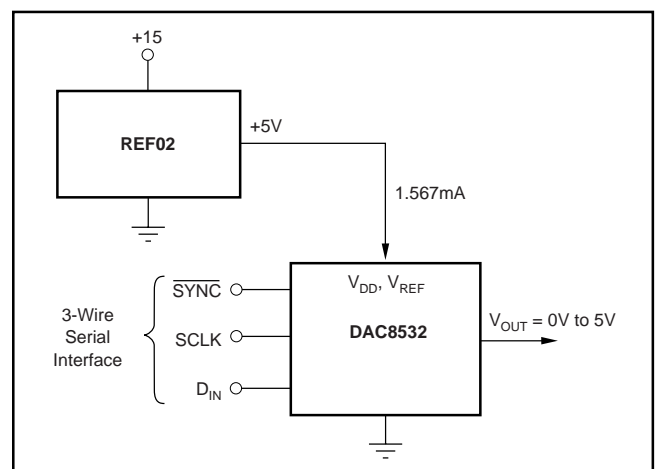 +15
REF02
+5V
1.567mA
3-Wire
Serial
Interface
SYNC
SCLK
DIN
VDD, VREF
DAC8532
VOUT = 0V to 5V